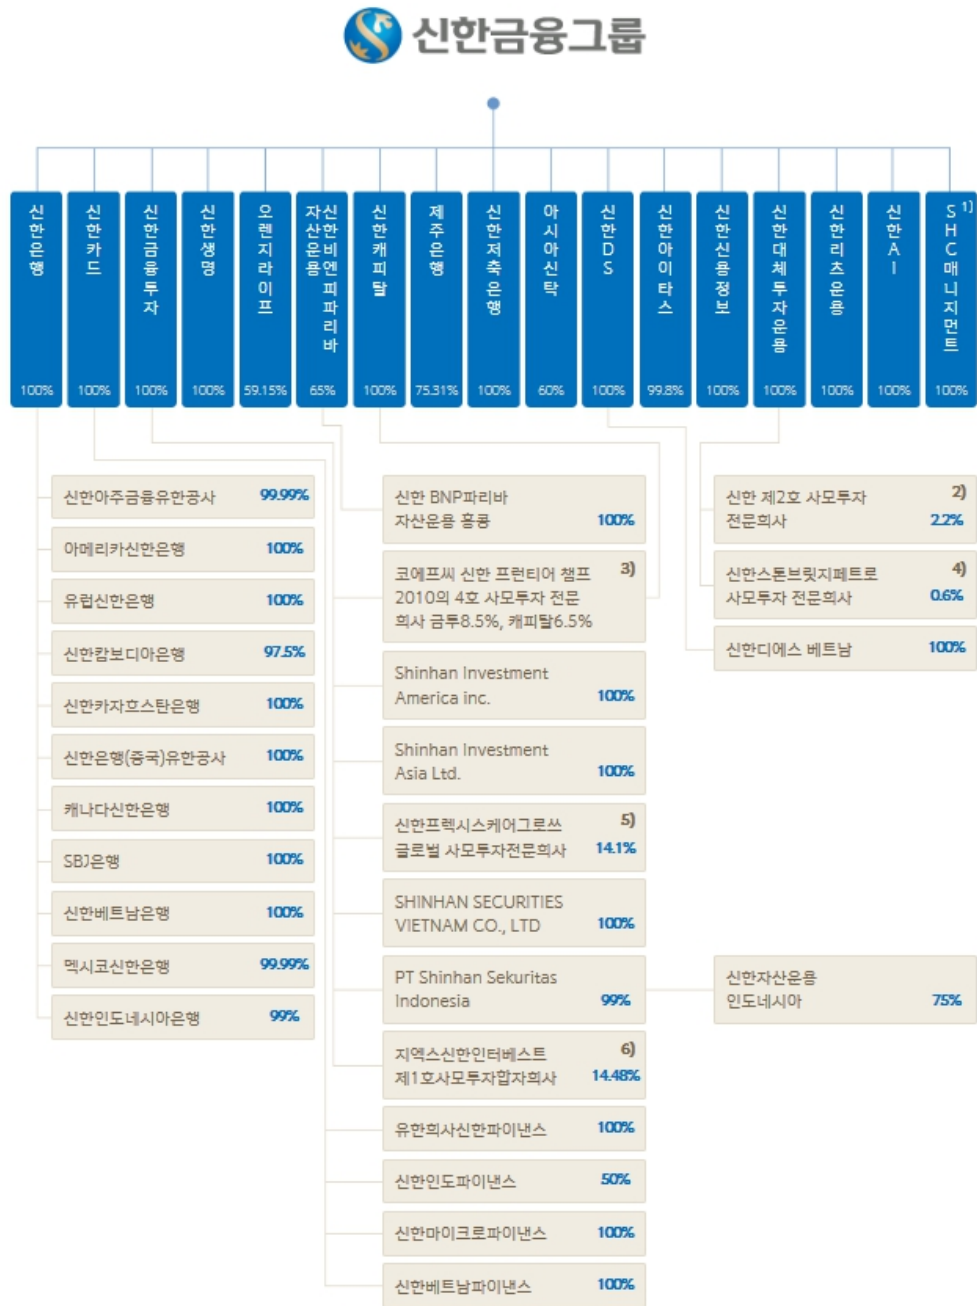 신한금융그룹
신한은행
100%
신한카드
100%
신한금융투자
100%
신한생명
100%
오렌지라이프
59.15%
신한비엔피파리바
자산운용
65%
신한캐피탈
100%
제주은행
75.31%
신한저축은행
100%
아시아신탁
60%
신한DS
100%
신한아이타스
99.8%
신한신용정보
100%
신한대체투자운용
100%
신한리츠운용
100%
신한AI
100%
SHC매니지먼트 1)
100%
신한아주금융유한공사 99.99%
아메리카신한은행 100%
유럽신한은행 100%
신한캄보디아은행 97.5%
신한카자흐스탄은행 100%
신한은행(중국)유한공사 100%
캐나다신한은행 100%
SBJ은행 100%
신한베트남은행 100%
멕시코신한은행 99.99%
신한인도네시아은행 99%
신한 BNP파리바
자산운용 홍콩 100%
코에프씨 신한 프런티어 챔프 3)
2010의 4호 사모투자 전문
회사 금투8.5%, 캐피탈6.5%
Shinhan Investment
America inc. 100%
Shinhan Investment
Asia Ltd. 100%
신한프렉시스케어그로쓰 5)
글로벌 사모투자전문회사 14.1%
SHINHAN SECURITIES
VIETNAM CO., LTD 100%
PT Shinhan Sekuritas
Indonesia 99%
지엑스신한인터베스트 6)
제1호사모투자합자회사 14.48%
유한회사신한파이낸스 100%
신한인도파이낸스 50%
신한마이크로파이낸스 100%
신한베트남파이낸스 100%
신한 제2호 사모투자 2)
전문회사 2.2%
신한스톤브릿지페트로 4)
사모투자 전문회사 0.6%
신한디에스 베트남 100%
신한자산운용
인도네시아 75%